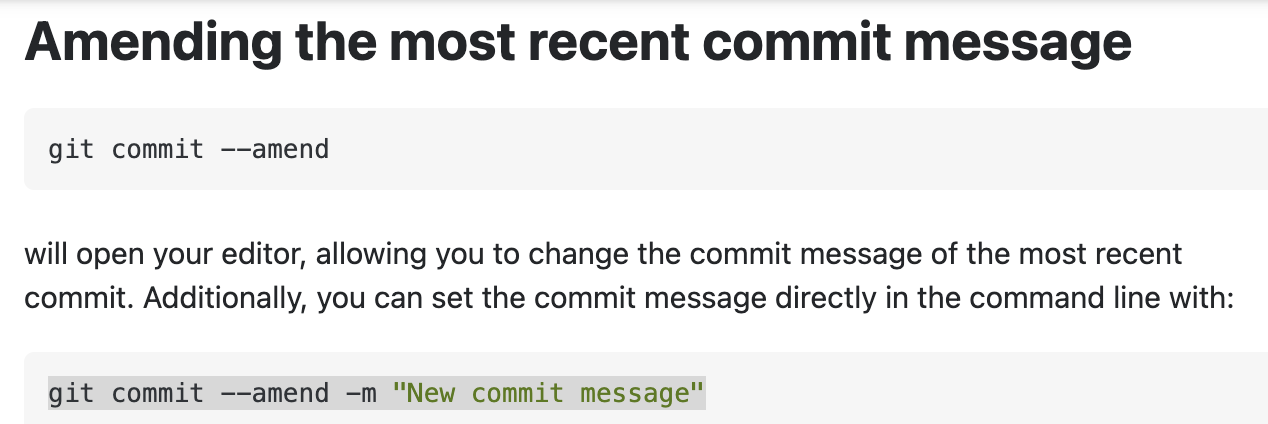 Amending the most recent commit message
git commit --amend
will open your editor, allowing you to change the commit message of the most recent
commit. Additionally, you can set the commit message directly in the command line with:
git commit --amend -m "New commit message"